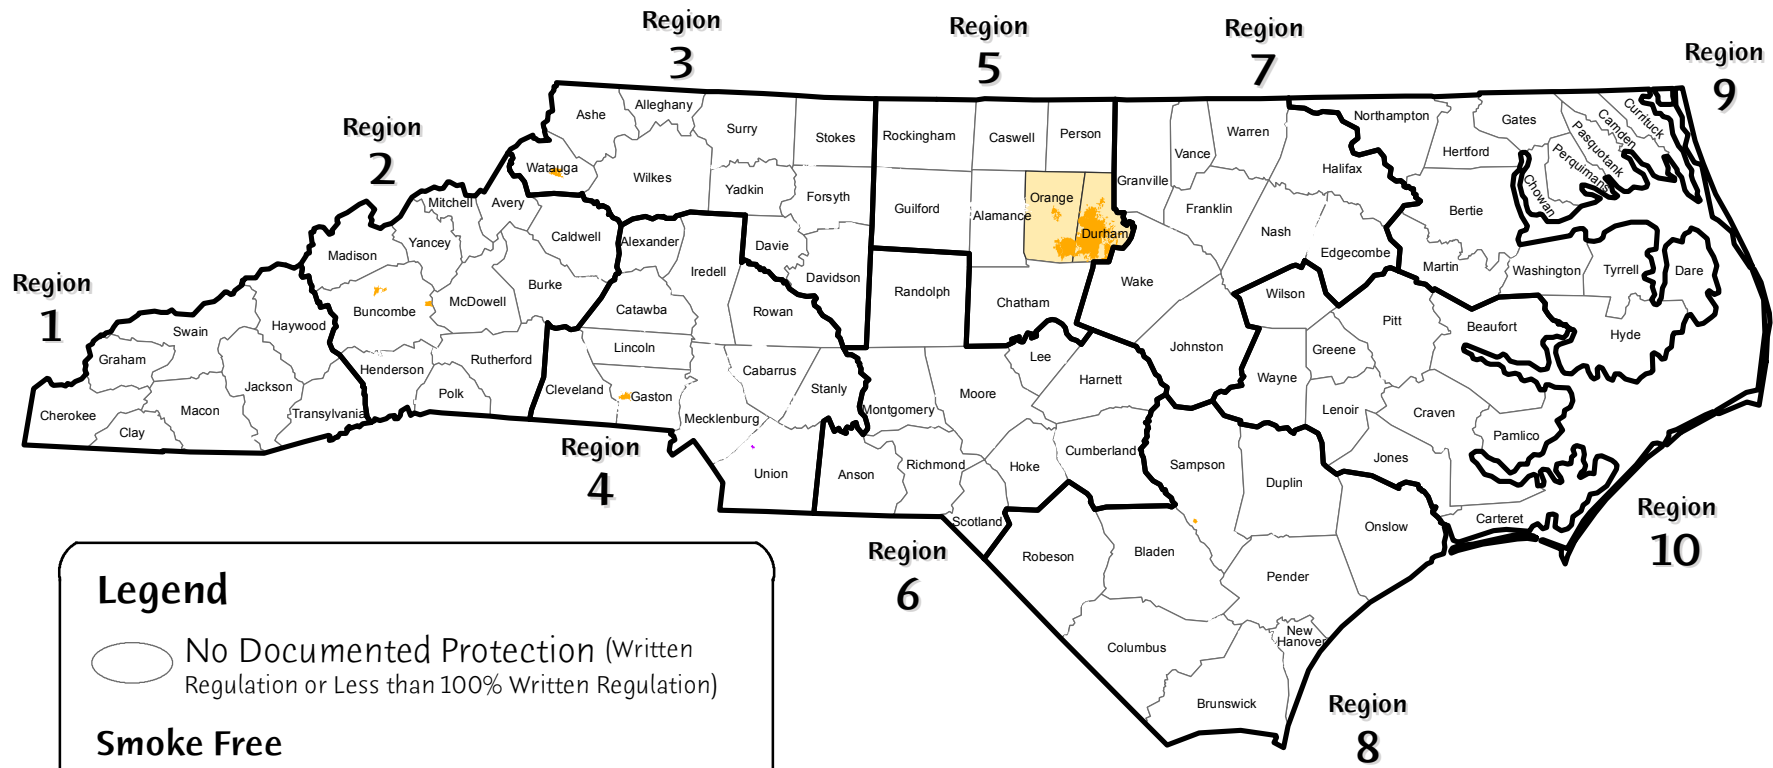 Region
3
Region
5
Region
7
Region
9
Region
2
Region
1
Region
4
Region
6
Region
8
Region
10
Ashe
Alleghany
Surry
Stokes
Rockingham
Caswell
Person
Vance
Warren
Northampton
Gates
Currituck
Camden
Pasquotank
Perquimans
Chowan
Hertford
Halifax
Granville
Watauga
Wilkes
Yadkin
Forsyth
Guilford
Alamance
Orange
Durham
Franklin
Nash
Edgecombe
Bertie
Martin
Washington
Tyrrell
Dare
Mitchell
Avery
Caldwell
Alexander
Iredell
Davie
Davidson
Randolph
Chatham
Wake
Wilson
Pitt
Beaufort
Hyde
Madison
Yancey
Burke
McDowell
Buncombe
Catawba
Rowan
Haywood
Swain
Graham
Jackson
Macon
Cherokee
Clay
Transylvania
Henderson
Polk
Rutherford
Cleveland
Lincoln
Gaston
Mecklenburg
Cabarrus
Stanly
Union
Anson
Montgomery
Moore
Lee
Harnett
Johnston
Wayne
Greene
Lenoir
Craven
Pamlico
Jones
Carteret
Richmond
Scotland
Hoke
Cumberland
Sampson
Duplin
Onslow
Robeson
Bladen
Pender
Columbus
New
Hanover
Brunswick
Legend
No Documented Protection (Written
Regulation or Less than 100% Written Regulation)
Smoke Free